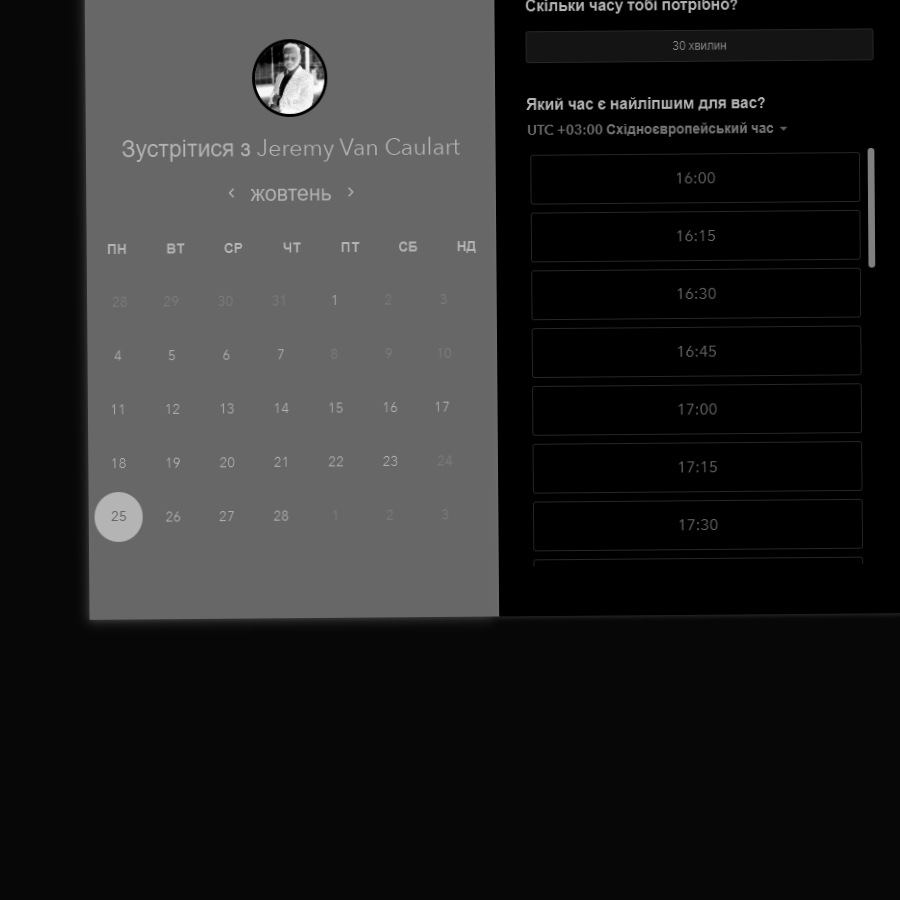 Зустрітися з Jeremy Van Caulart
жовтень
ПН ВТ СР ЧТ ПТ СБ НД
28 29 30 31 1 2 3
4 5 6 7 8 9 10
11 12 13 14 15 16 17
18 19 20 21 22 23 24
25 26 27 28 1 2 3
Скільки часу тобі потрібно?
30 хвилин
Який час є найліпшим для вас?
UTC +03:00 Східноєвропейський час
16:00
16:15
16:30
16:45
17:00
17:15
17:30